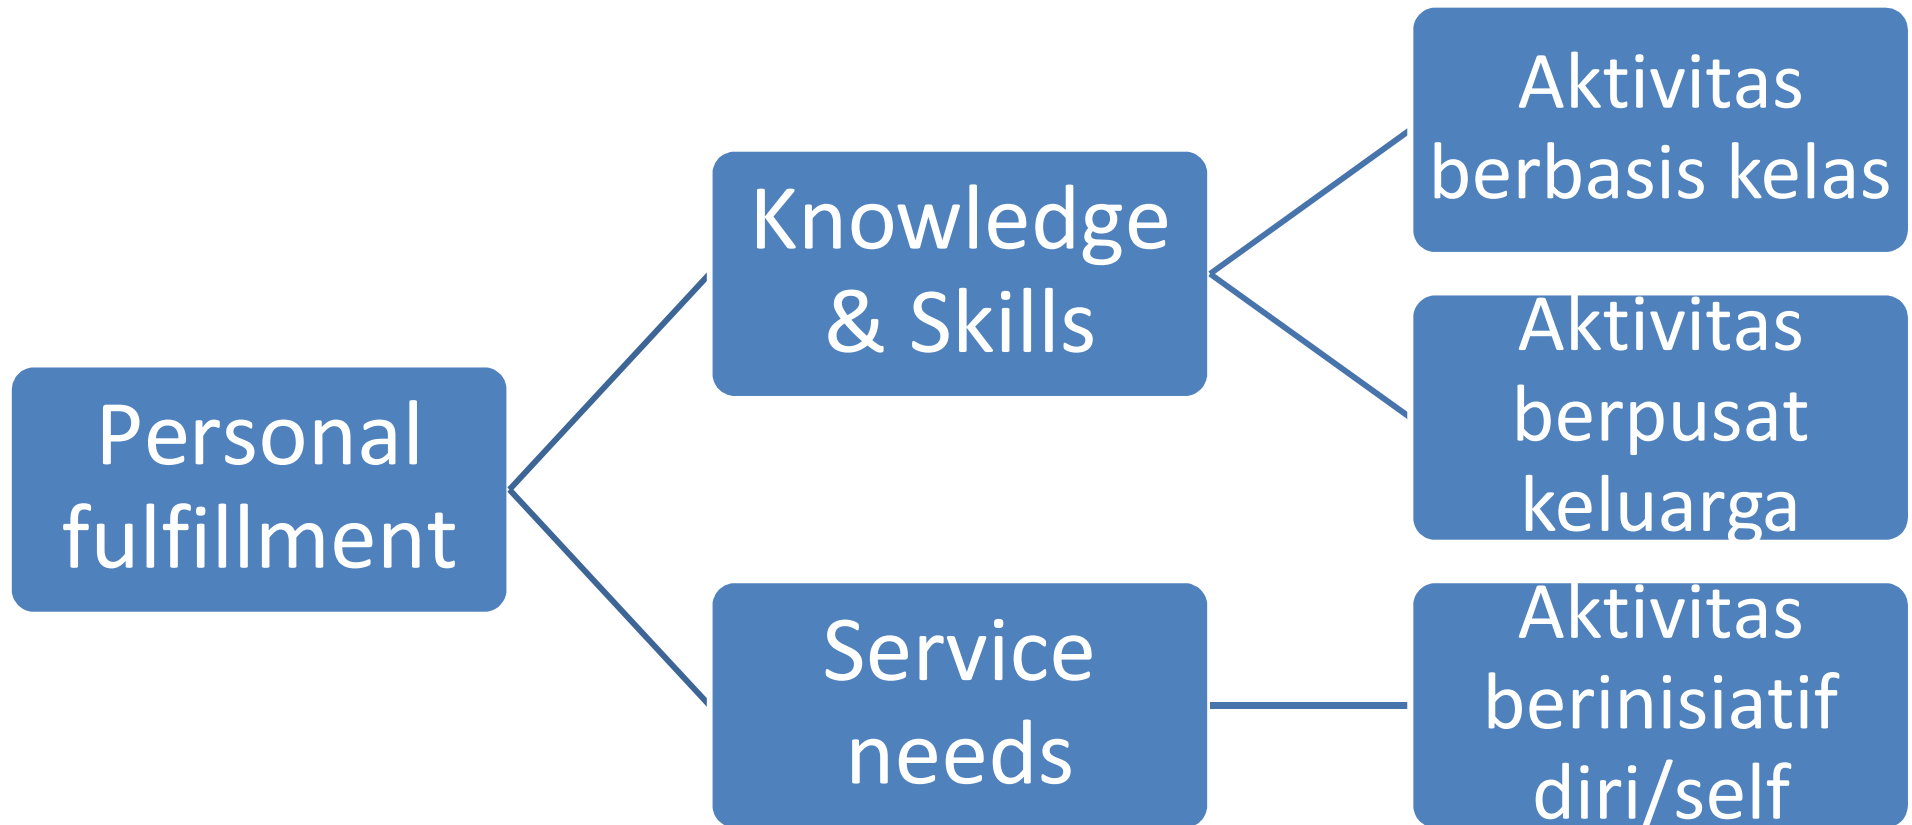 Personal
fulfillment
Knowledge
& Skills
Service
needs
Aktivitas
berbasis kelas
Aktivitas
berpusat
keluarga
Aktivitas
berinisiatif
diri/self